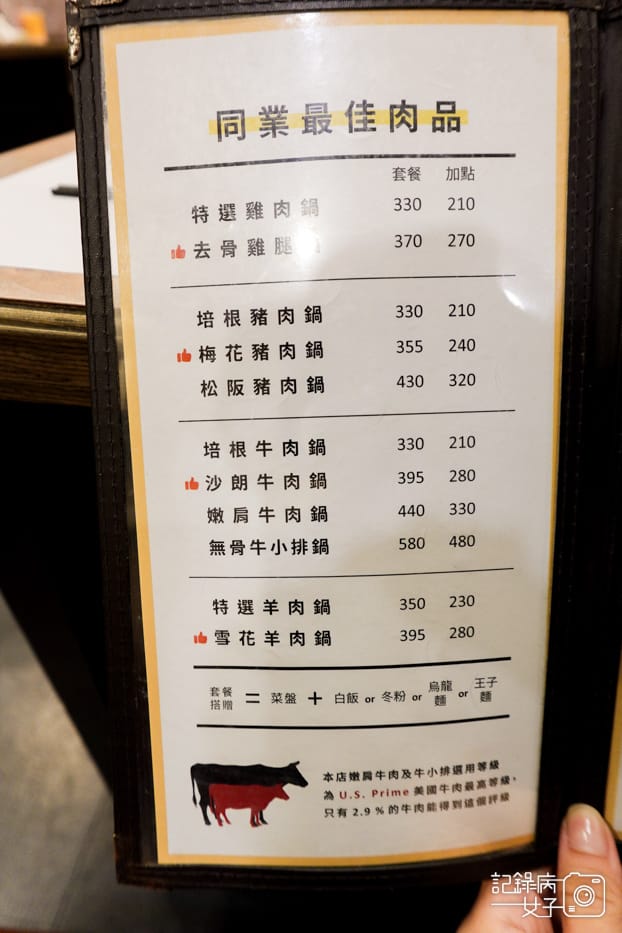 同業最佳肉品
套餐 加點
特選雞肉鍋 330 210
去骨雞腿 370 270
培根豬肉鍋 330 210
梅花豬肉鍋 355 240
松阪豬肉鍋 430 320
培根牛肉鍋 330 210
沙朗牛肉鍋 395 280
嫩肩牛肉鍋 440 330
無骨牛小排鍋 580 480
特選羊肉鍋 350 230
雪花羊肉鍋 395 280
套餐搭贈 = 菜盤 + 白飯 or 冬粉 or 烏龍麵 or 王子麵
本店嫩肩牛肉及牛小排選用等級
為 U.S. Prime 美國牛肉最高等級,
只有 2.9 % 的牛肉能得到這個評級
記錄病
女子